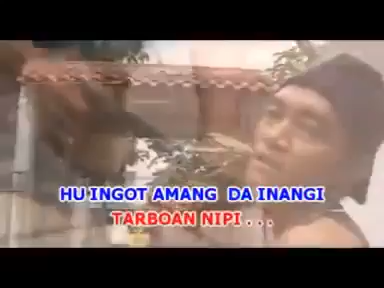 HU INGOT AMANG DA INANGI
TARBOAN NIPI . . .